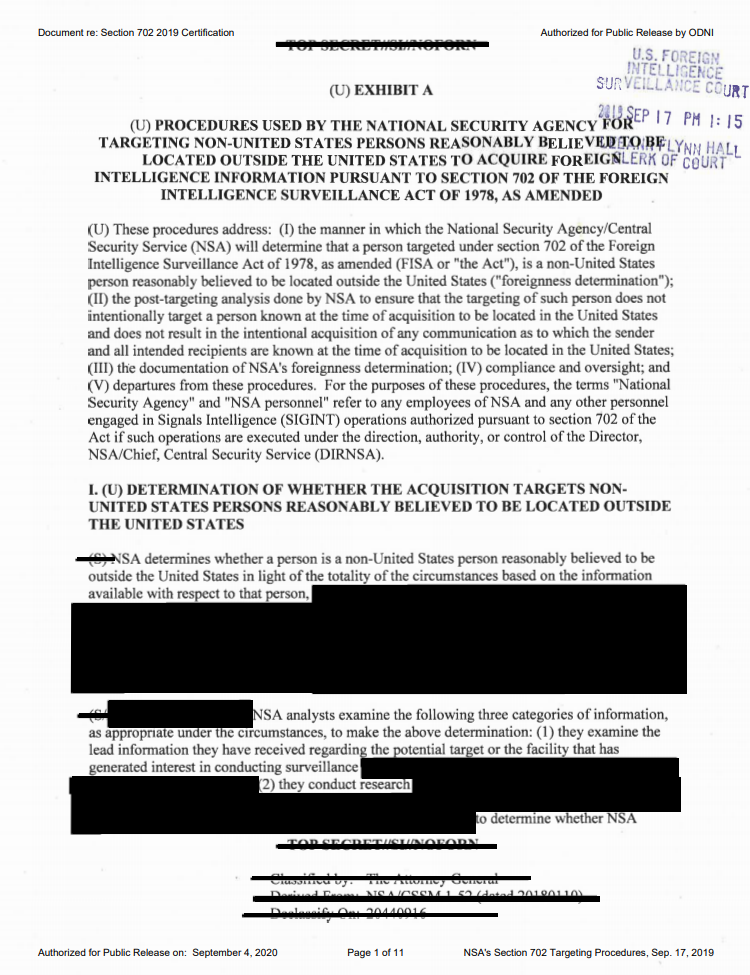 Document re: Section 702 2019 Certification
Authorized for Public Release by ODNI
TOP SECRET//SI//NOFORN
U.S. FOREIGN
INTELLIGENCE
SURVEILLANCE COURT
(U) EXHIBIT A
2019 SEP 17 PM 1:15
FLYNN HALL
CLERK OF COURT
(U) PROCEDURES USED BY THE NATIONAL SECURITY AGENCY FOR
TARGETING NON-UNITED STATES PERSONS REASONABLY BELIEVED TO BE
LOCATED OUTSIDE THE UNITED STATES TO ACQUIRE FOREIGN
INTELLIGENCE INFORMATION PURSUANT TO SECTION 702 OF THE FOREIGN
INTELLIGENCE SURVEILLANCE ACT OF 1978, AS AMENDED
(U) These procedures address: (I) the manner in which the National Security Agency/Central
Security Service (NSA) will determine that a person targeted under section 702 of the Foreign
Intelligence Surveillance Act of 1978, as amended (FISA or "the Act"), is a non-United States
person reasonably believed to be located outside the United States ("foreignness determination");
(II) the post-targeting analysis done by NSA to ensure that the targeting of such person does not
intentionally target a person known at the time of acquisition to be located in the United States
and does not result in the intentional acquisition of any communication as to which the sender
and all intended recipients are known at the time of acquisition to be located in the United States;
(III) the documentation of NSA's foreignness determination; (IV) compliance and oversight; and
(V) departures from these procedures. For the purposes of these procedures, the terms "National
Security Agency" and "NSA personnel" refer to any employees of NSA and any other personnel
engaged in Signals Intelligence (SIGINT) operations authorized pursuant to section 702 of the
Act if such operations are executed under the direction, authority, or control of the Director,
NSA/Chief, Central Security Service (DIRNSA).
I. (U) DETERMINATION OF WHETHER THE ACQUISITION TARGETS NON-
UNITED STATES PERSONS REASONABLY BELIEVED TO BE LOCATED OUTSIDE
THE UNITED STATES
(S) NSA determines whether a person is a non-United States person reasonably believed to be
outside the United States in light of the totality of the circumstances based on the information
available with respect to that person,
(S/ NSA analysts examine the following three categories of information,
as appropriate under the circumstances, to make the above determination: (1) they examine the
lead information they have received regarding the potential target or the facility that has
generated interest in conducting surveillance
(2) they conduct research
to determine whether NSA
TOP SECRET//SI//NOFORN
Classified by: The Attorney General
Derived From: NSA/CSSM 1-52 (dated 20180110)
Declassify On: 20440916
Authorized for Public Release on: September 4, 2020
Page 1 of 11
NSA's Section 702 Targeting Procedures, Sep. 17, 2019